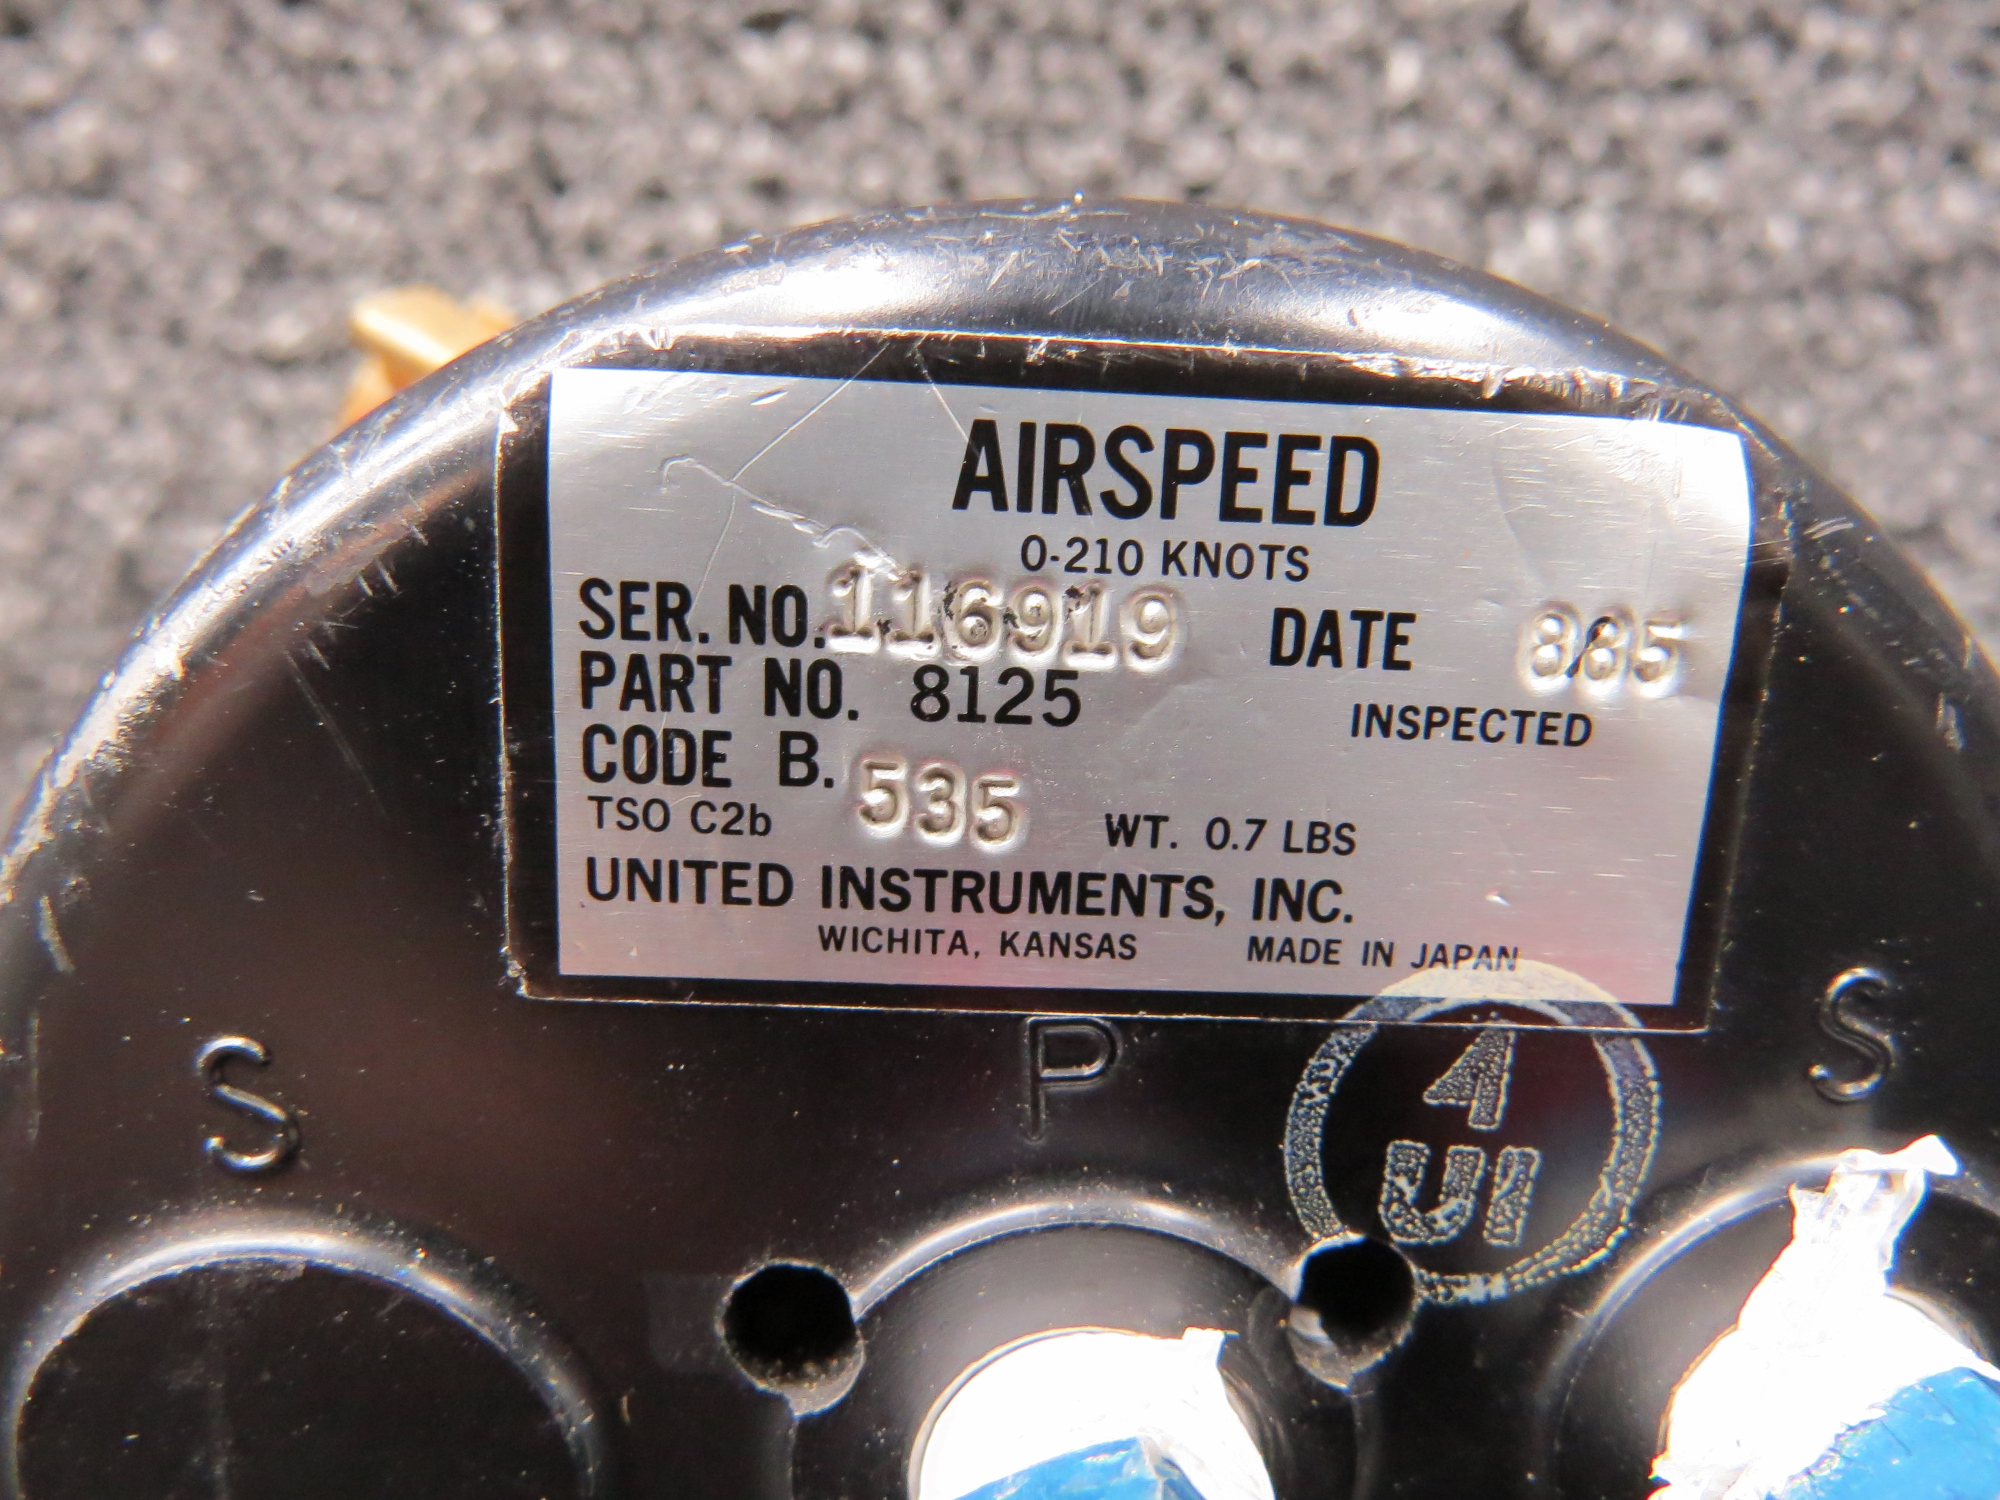 AIRSPEED
0-210 KNOTS
SER. NO. 116919 DATE 885
PART NO. 8125 INSPECTED
CODE B. 535
TSO C2b WT. 0.7 LBS
UNITED INSTRUMENTS, INC.
WICHITA, KANSAS MADE IN JAPAN
S P S
4
UI